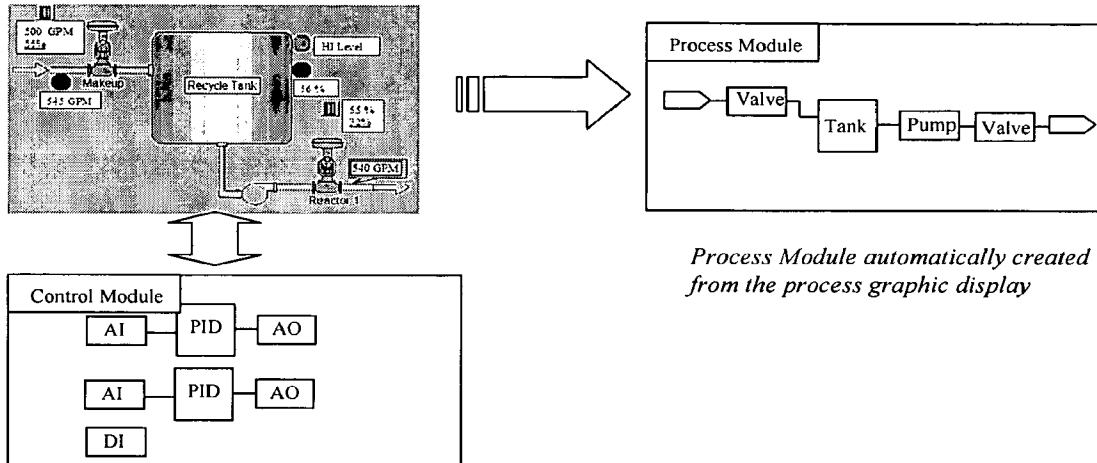 500 GPM
Makeup
545 GPM
Recycle Tank
HI Level
56 %
55 %
540 GPM
Reactor 1
Process Module
Valve
Tank
Pump
Valve
Process Module automatically created
from the process graphic display
Control Module
AI
PID
AO
AI
PID
AO
DI